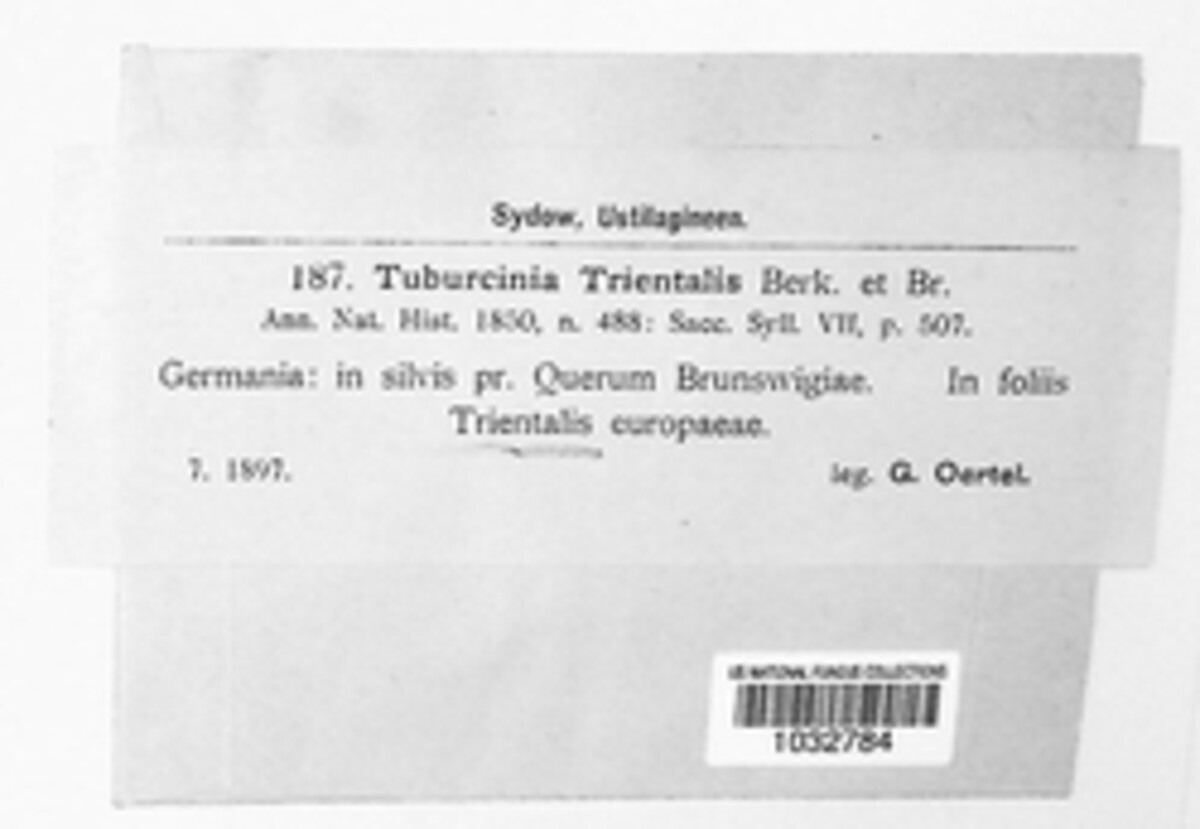 Sydow, Ustilagineen.
187. Tuburcinia Trientalis Berk. et Br.
Ann. Nat. Hist. 1850, n. 488: Sacc. Syll. VII, p. 507.
Germania: in silvis pr. Querum Brunswigiae. In foliis
Trientalis europaeae.
7. 1897. leg. G. Oertel.
US NATIONAL FUNGUS COLLECTIONS
1032784